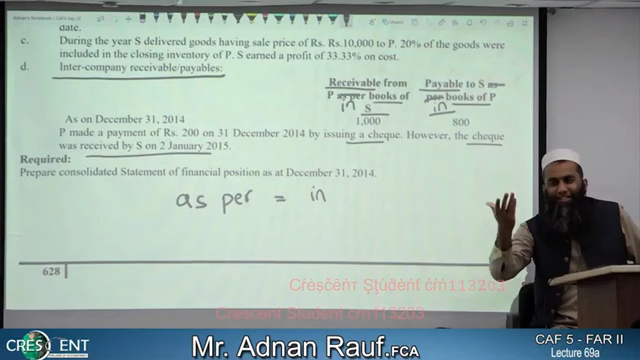 date.
c. During the year S delivered goods having sale price of Rs. Rs.10,000 to P. 20% of the goods were
included in the closing inventory of P. S earned a profit of 33.33% on cost.
d. Inter-company receivable/payables:
Receivable from Payable to S as
P as per books of per books of P
in in
S
As on December 31, 2014 1,000 800
P made a payment of Rs. 200 on 31 December 2014 by issuing a cheque. However, the cheque
was received by S on 2 January 2015.
Required:
Prepare consolidated Statement of financial position as at December 31, 2014.
as per = in
628
Crèsčėņт Şţųđėńť ċŕń113203
Crescent Student crn113203
CRESCENT
Mr. Adnan Rauf.FCA
CAF 5 - FAR II
Lecture 69a